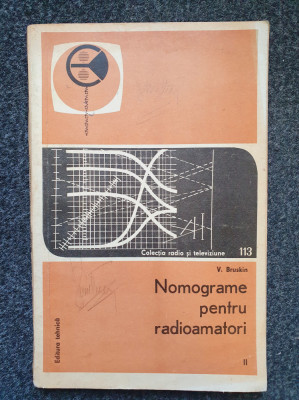 Colecția radio și televiziune 113
V. Bruskin
Nomograme
pentru
radioamatori
II
Editura tehnică